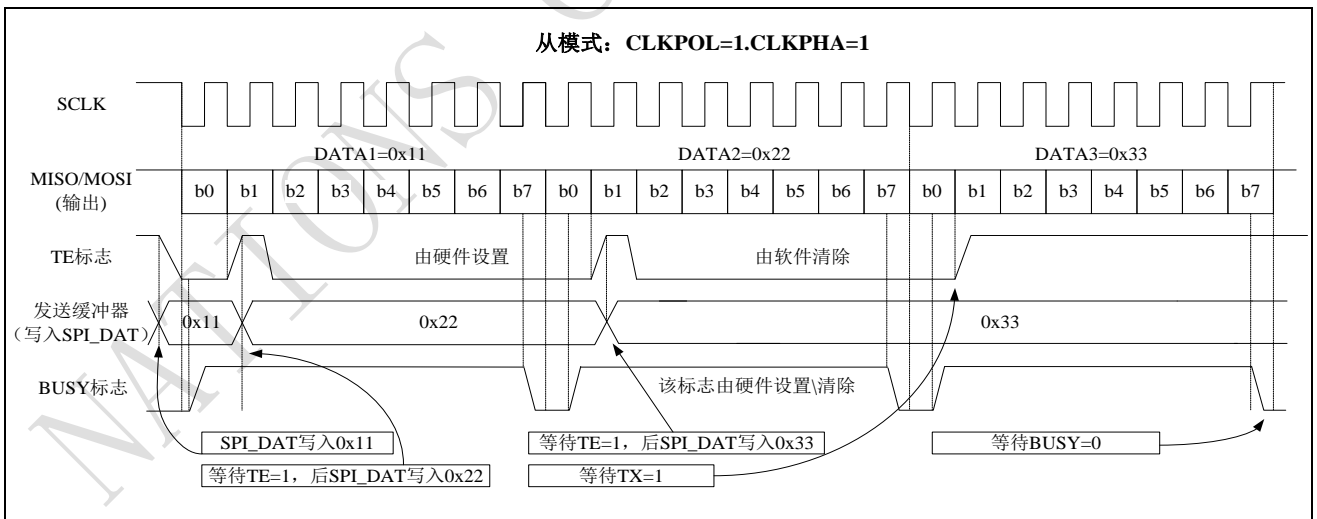 从模式：CLKPOL=1.CLKPHA=1
SCLK
DATA1=0x11 DATA2=0x22 DATA3=0x33
MISO/MOSI
(输出)
b0 b1 b2 b3 b4 b5 b6 b7 b0 b1 b2 b3 b4 b5 b6 b7 b0 b1 b2 b3 b4 b5 b6 b7
TE标志 由硬件设置 由软件清除
发送缓冲器
（写入SPI_DAT）
0x11 0x22 0x33
BUSY标志 该标志由硬件设置\清除
SPI_DAT写入0x11 等待TE=1，后SPI_DAT写入0x33 等待BUSY=0
等待TE=1，后SPI_DAT写入0x22 等待TX=1
NATIONS